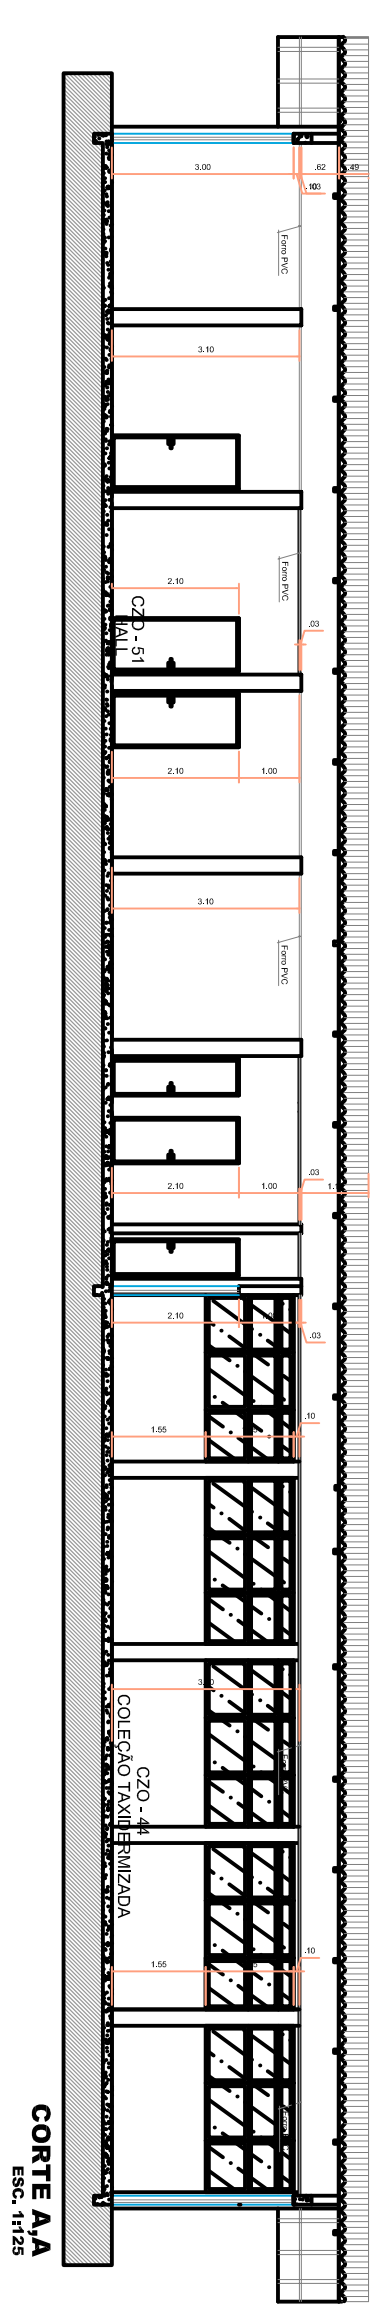 3.00
.62
.49
.03
Forro PVC
3.10
Forro PVC
2.10
CZO - 51
HALL
.03
2.10
1.00
3.10
Forro PVC
.03
2.10
1.00
2.10
.03
1.55
.10
CZO - 44
COLEÇÃO TAXIDERMIZADA
.10
1.55
CORTE A,A
ESC. 1:125